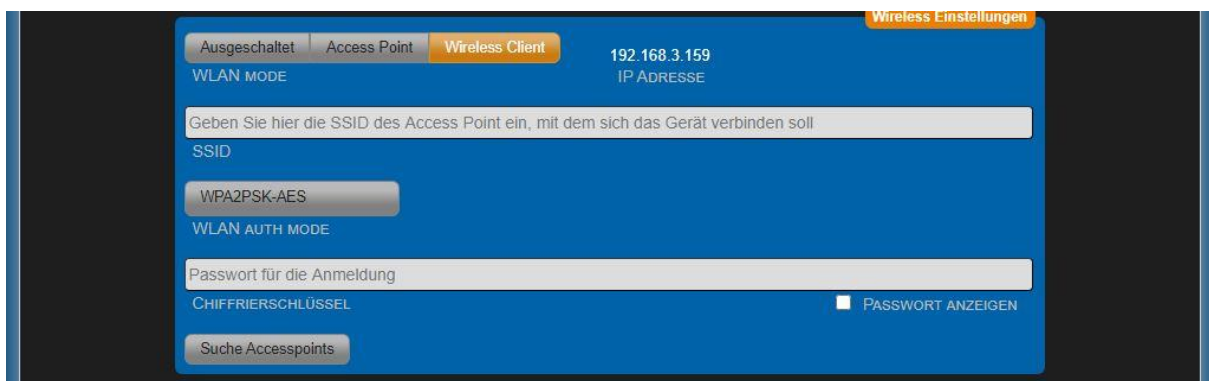 Wireless Einstellungen
Ausgeschaltet Access Point Wireless Client
192.168.3.159
WLAN MODE
IP ADRESSE
Geben Sie hier die SSID des Access Point ein, mit dem sich das Gerät verbinden soll
SSID
WPA2PSK-AES
WLAN AUTH MODE
Passwort für die Anmeldung
CHIFFRIERSCHLÜSSEL
PASSWORT ANZEIGEN
Suche Accesspoints